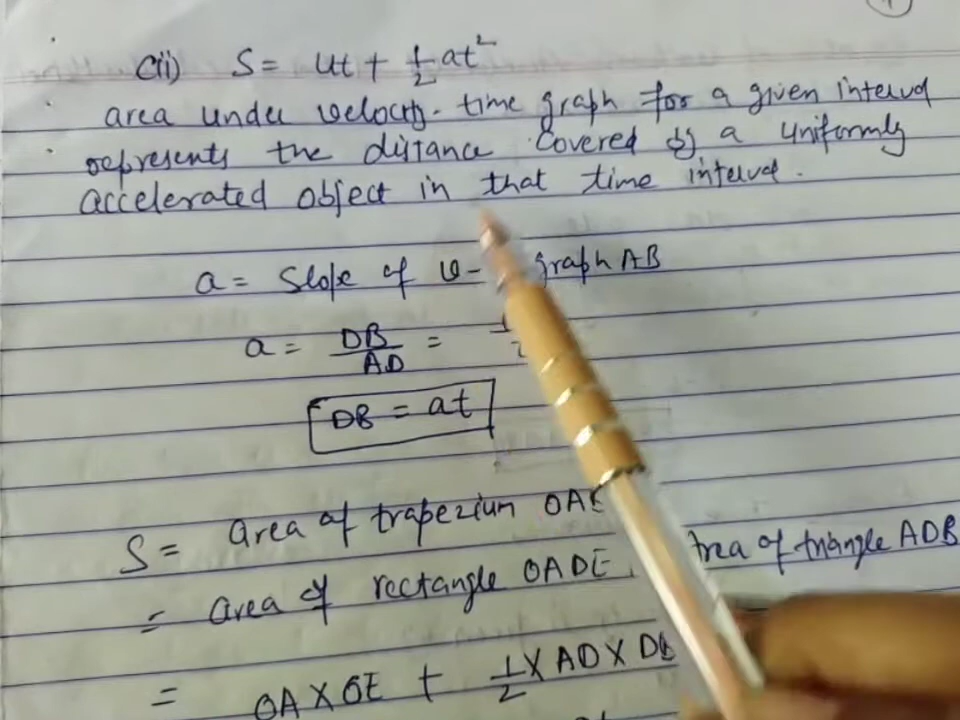 (ii) S = ut + 1/2 at²
area under velocity-time graph for a given interval
represents the distance covered by a uniformly
accelerated object in that time interval.
a = Slope of v- graph AB
a = DB/AD =
DB = at
S = area of trapezium OAE
= area of rectangle OADE area of triangle ADB
= OA X OE + 1/2 X AD X DB